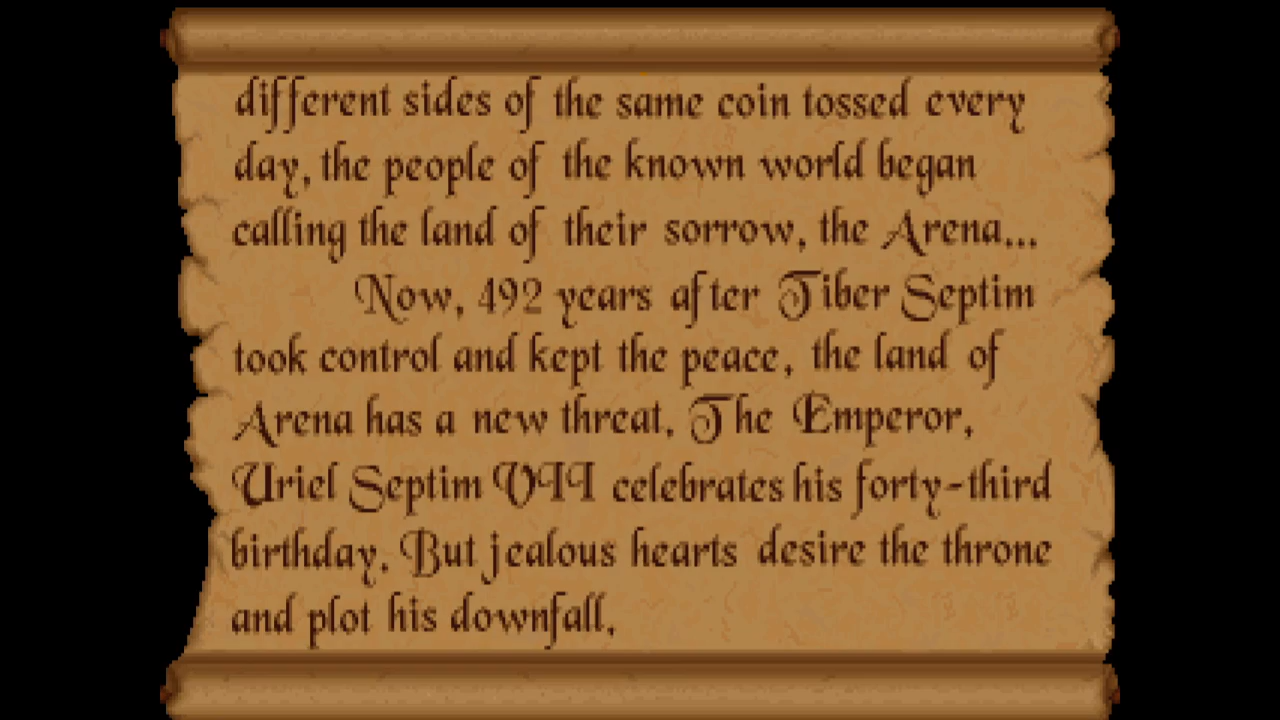 different sides of the same coin tossed every
day, the people of the known world began
calling the land of their sorrow, the Arena...
Now, 492 years after Tiber Septim
took control and kept the peace, the land of
Arena has a new threat. The Emperor,
Uriel Septim VII celebrates his forty-third
birthday. But jealous hearts desire the throne
and plot his downfall.